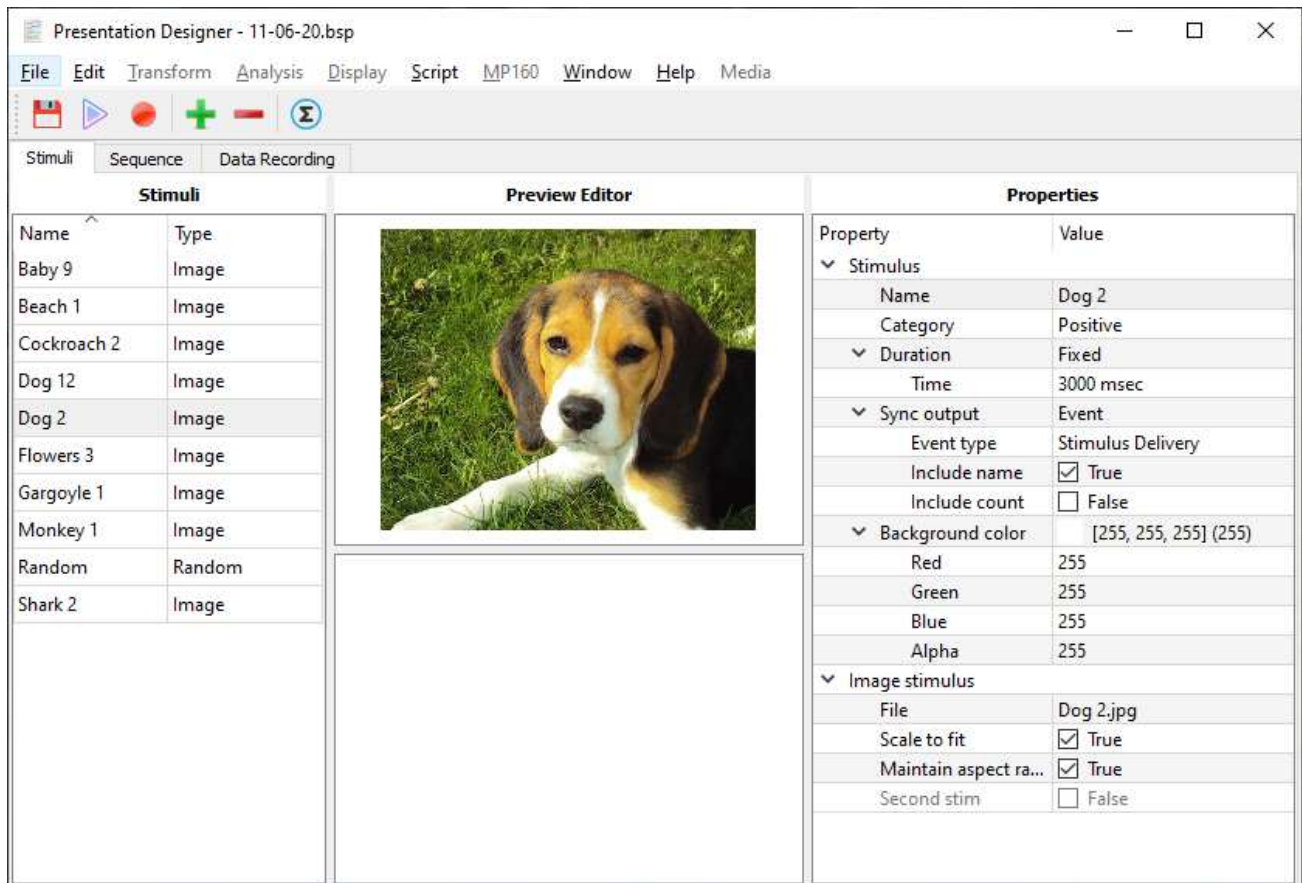 Presentation Designer - 11-06-20.bsp
File Edit Transform Analysis Display Script MP160 Window Help Media
Σ
Stimuli Sequence Data Recording
Stimuli
Name Type
Baby 9 Image
Beach 1 Image
Cockroach 2 Image
Dog 12 Image
Dog 2 Image
Flowers 3 Image
Gargoyle 1 Image
Monkey 1 Image
Random Random
Shark 2 Image
Preview Editor
Properties
Property Value
Stimulus
Name Dog 2
Category Positive
Duration Fixed
Time 3000 msec
Sync output Event
Event type Stimulus Delivery
Include name True
Include count False
Background color [255, 255, 255] (255)
Red 255
Green 255
Blue 255
Alpha 255
Image stimulus
File Dog 2.jpg
Scale to fit True
Maintain aspect ra... True
Second stim False